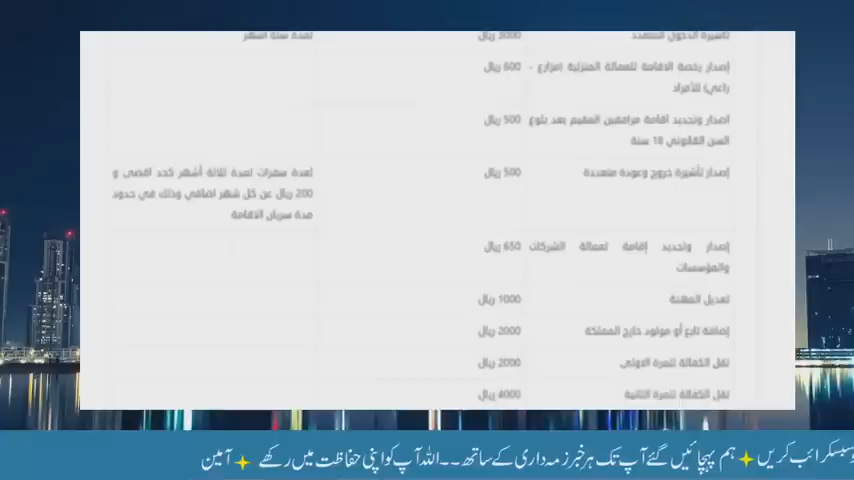 تأشيرة الدخول المتعدد 3000 ريال لمدة ستة أشهر
إصدار رخصة الاقامة للعمالة المنزلية (مزارع - 600 ريال
راعي) للأفراد
اصدار وتجديد اقامة مرافقين المقيم بعد بلوغ 500 ريال
السن القانوني 18 سنة
إصدار تأشيرة خروج وعودة متعددة 500 ريال لعدة سفرات لمدة ثلاثة أشهر كحد اقصى و
200 ريال عن كل شهر اضافي وذلك في حدود
مدة سريان الاقامة
إصدار وتجديد إقامة لعمالة الشركات 650 ريال
والمؤسسات
تعديل المهنة 1000 ريال
إضافة تابع أو مولود خارج المملكة 2000 ريال
نقل الكفالة للمرة الاولى 2000 ريال
نقل الكفالة للمرة الثانية 4000 ريال
سبسکرائب کریں ہم پہچائیں گئے آپ تک ہر خبر زمہ داری کے ساتھ۔۔اللہ آپ کو اپنی حفاظت میں رکھے آمین